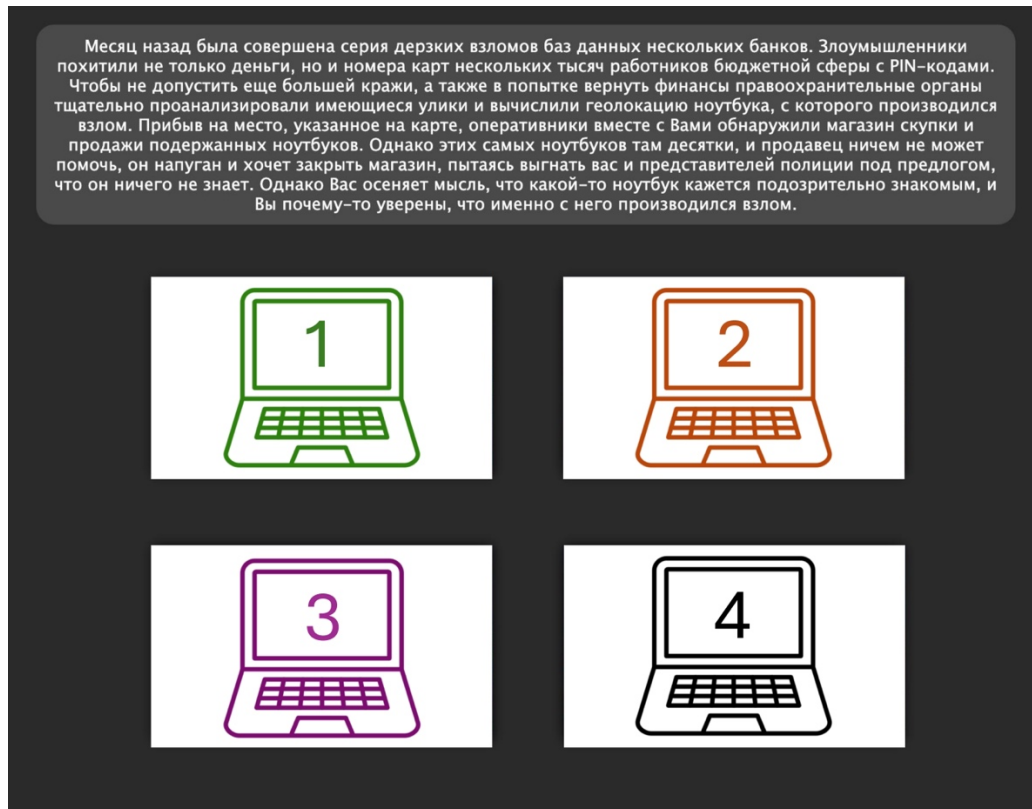 Месяц назад была совершена серия дерзких взломов баз данных нескольких банков. Злоумышленники
похитили не только деньги, но и номера карт нескольких тысяч работников бюджетной сферы с PIN-кодами.
Чтобы не допустить еще большей кражи, а также в попытке вернуть финансы правоохранительные органы
тщательно проанализировали имеющиеся улики и вычислили геолокацию ноутбука, с которого производился
взлом. Прибыв на место, указанное на карте, оперативники вместе с Вами обнаружили магазин скупки и
продажи подержанных ноутбуков. Однако этих самых ноутбуков там десятки, и продавец ничем не может
помочь, он напуган и хочет закрыть магазин, пытаясь выгнать вас и представителей полиции под предлогом,
что он ничего не знает. Однако Вас осеняет мысль, что какой-то ноутбук кажется подозрительно знакомым, и
Вы почему-то уверены, что именно с него производился взлом.
1
2
3
4